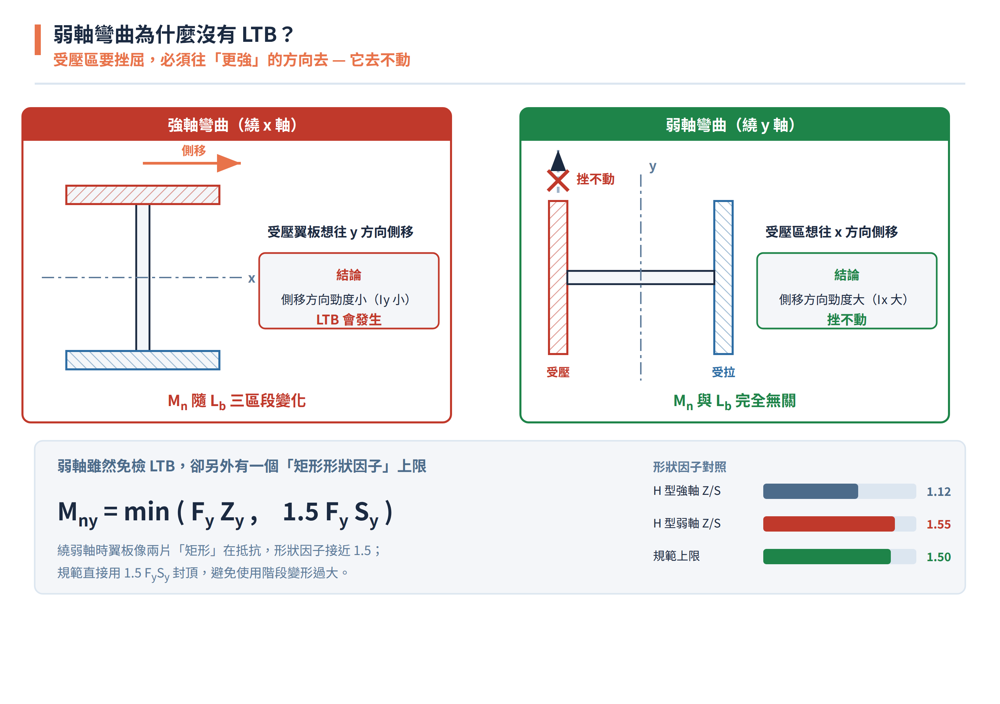 弱軸彎曲為什麼沒有 LTB？
受壓區要挫屈，必須往「更強」的方向去 — 它去不動
強軸彎曲（繞 x 軸）
側移
受壓翼板想往 y 方向側移
x
結論
側移方向勁度小（Iy 小）
LTB 會發生
Mn 隨 Lb 三區段變化
弱軸彎曲（繞 y 軸）
y
挫不動
受壓區想往 x 方向側移
結論
側移方向勁度大（Ix 大）
挫不動
受壓
受拉
Mn 與 Lb 完全無關
弱軸雖然免檢 LTB，卻另外有一個「矩形形狀因子」上限
Mny = min ( Fy Zy ,  1.5 Fy Sy )
繞弱軸時翼板像兩片「矩形」在抵抗，形狀因子接近 1.5；
規範直接用 1.5 FySy 封頂，避免使用階段變形過大。
形狀因子對照
H 型強軸 Z/S 1.12
H 型弱軸 Z/S 1.55
規範上限 1.50